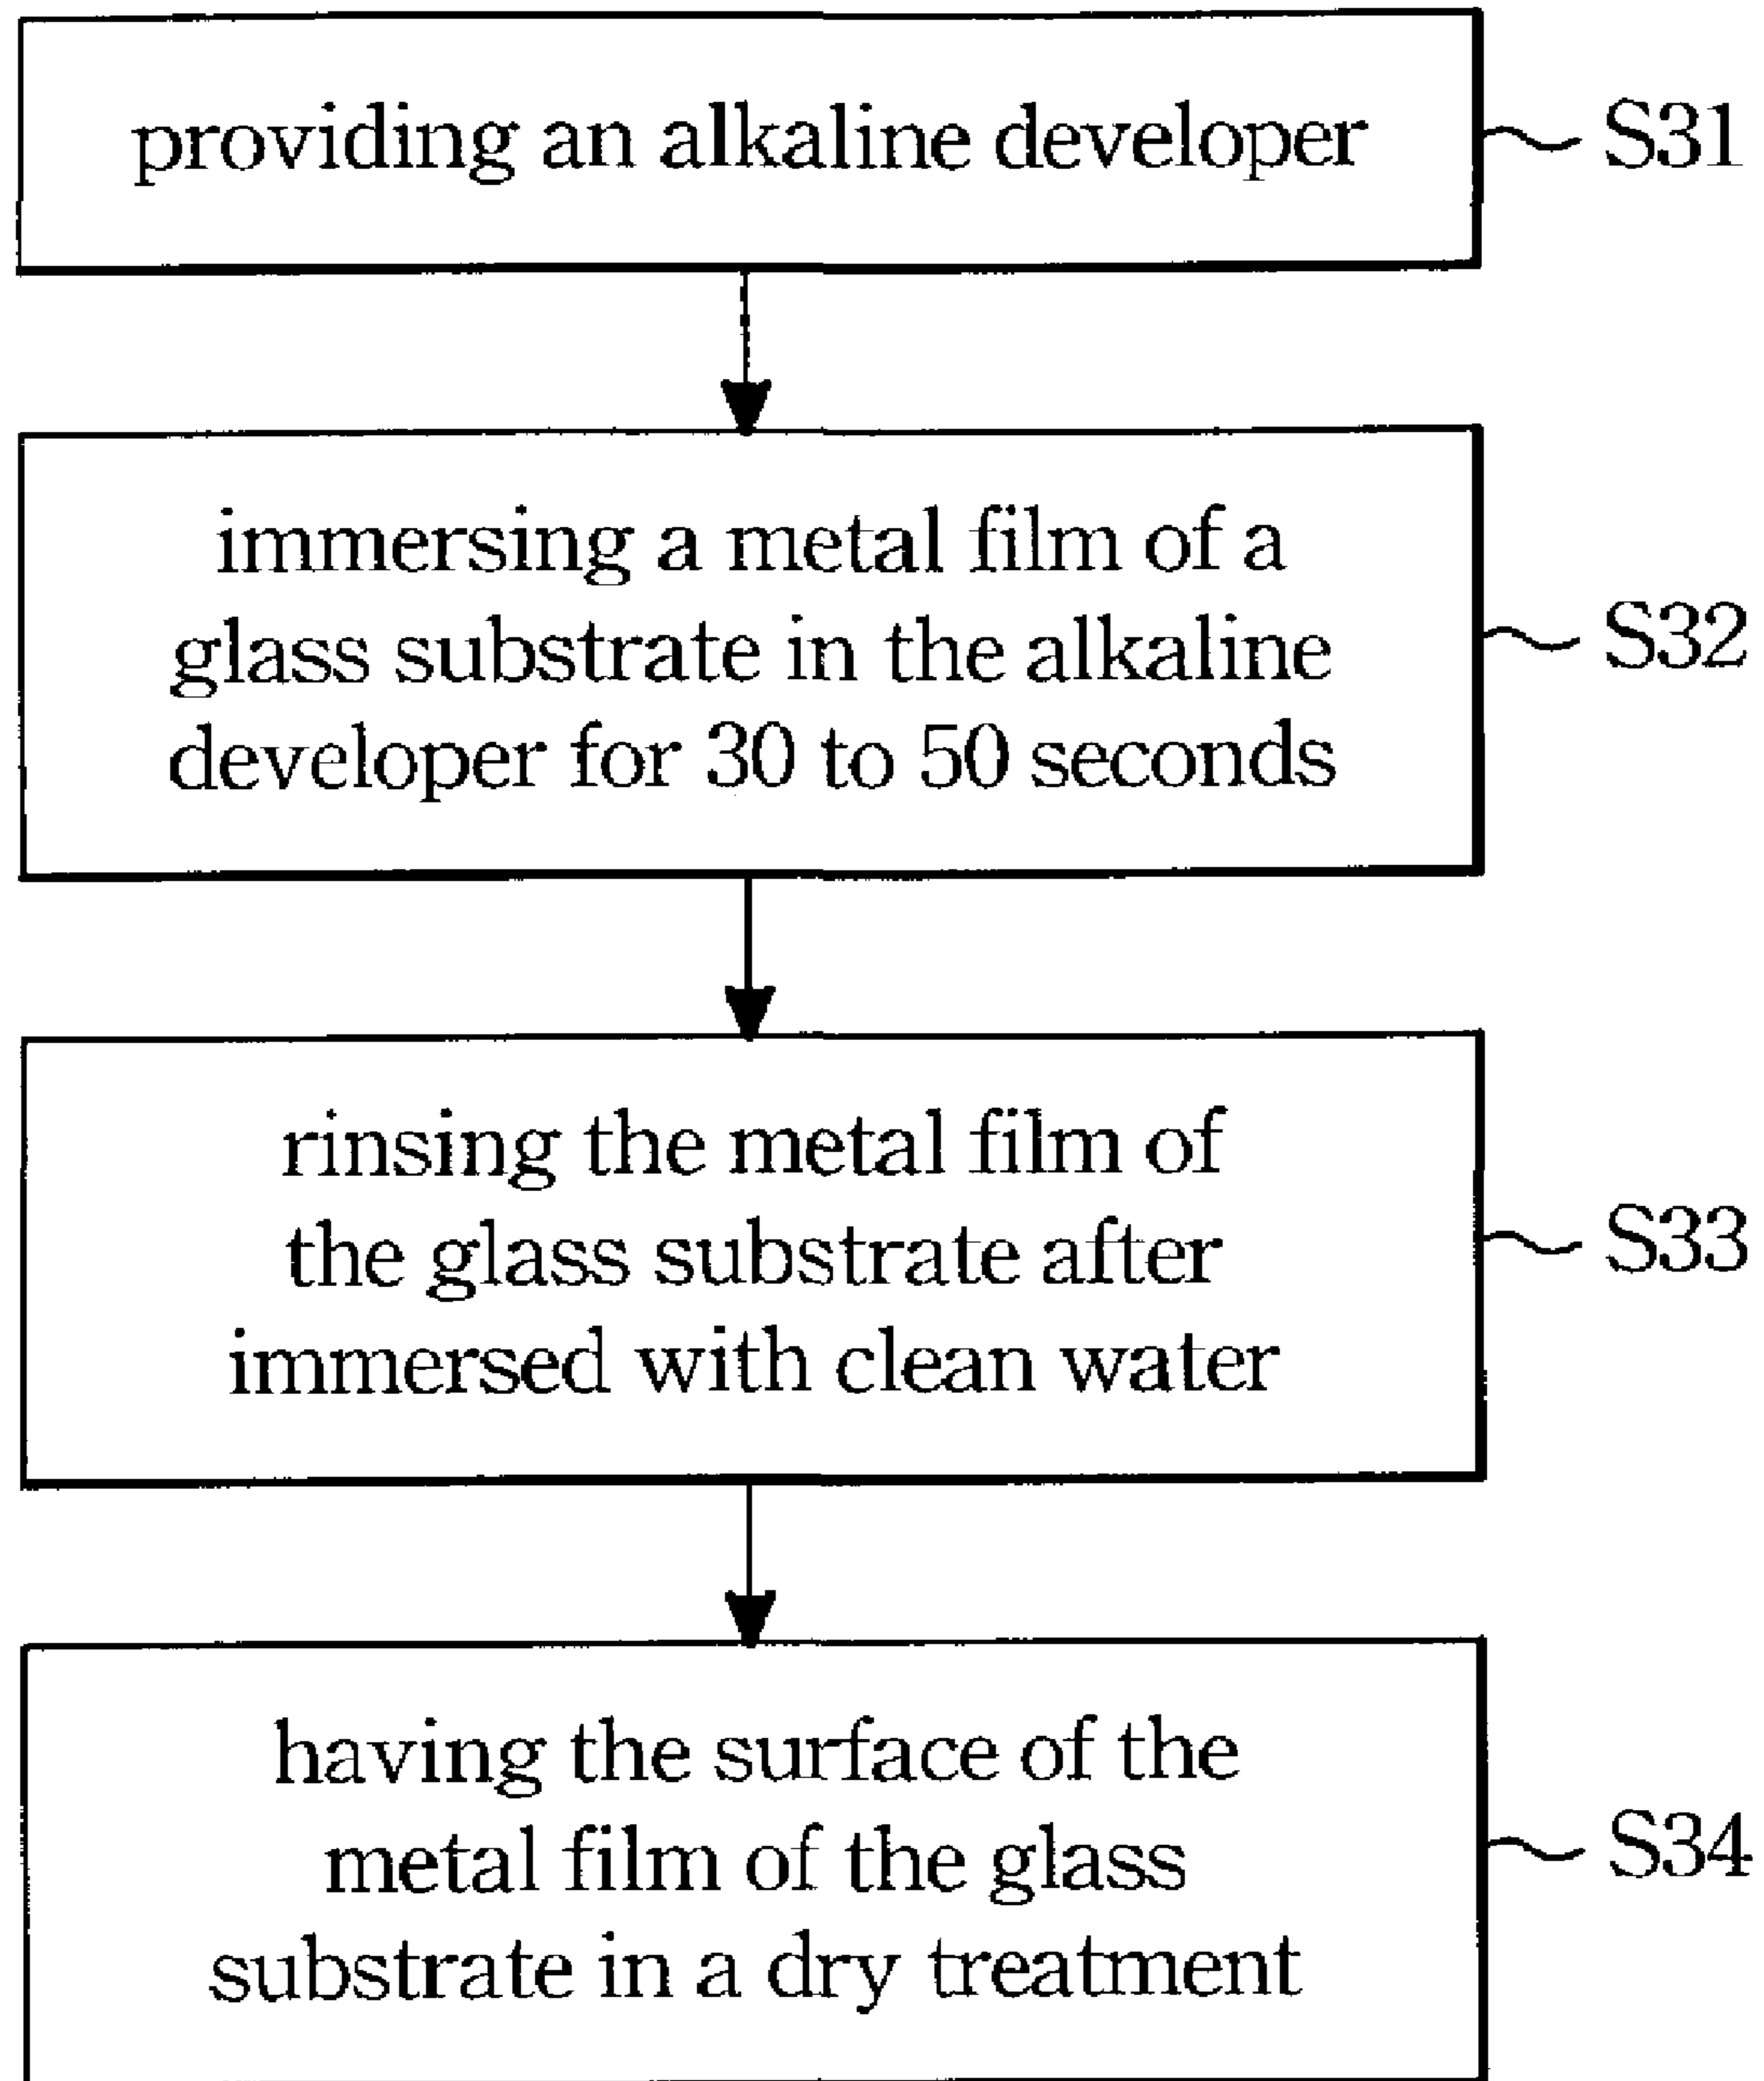 providing an alkaline developer
S31
immersing a metal film of a
glass substrate in the alkaline
developer for 30 to 50 seconds
S32
rinsing the metal film of
the glass substrate after
immersed with clean water
S33
having the surface of the
metal film of the glass
substrate in a dry treatment
S34